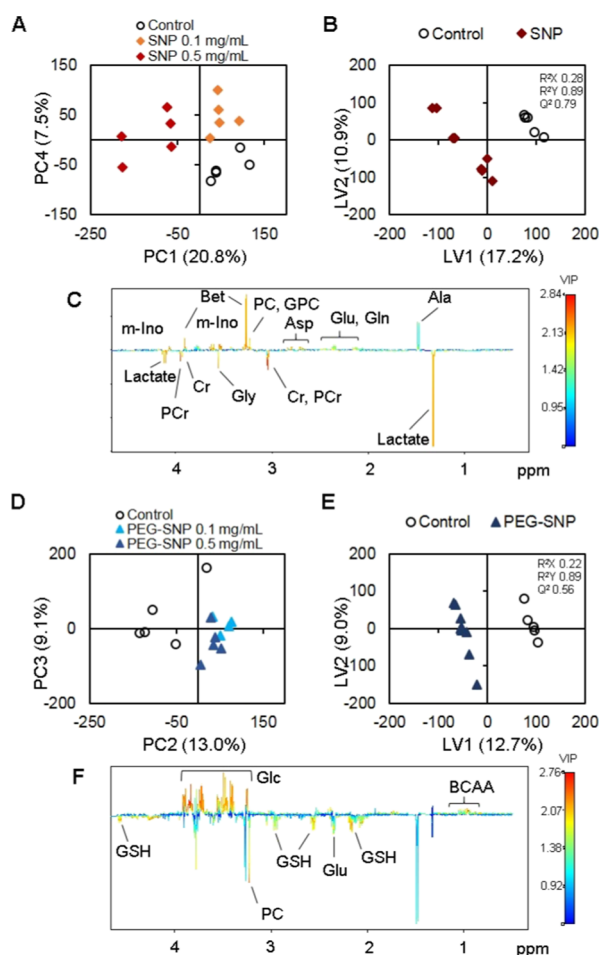 A
Control
SNP 0.1 mg/mL
SNP 0.5 mg/mL
150
50
-50
-150
PC4 (7.5%)
-250
-50
150
PC1 (20.8%)
B
Control
SNP
R²X 0.28
R²Y 0.89
Q² 0.79
200
100
0
-100
-200
LV2 (10.9%)
-200
-100
0
100
200
LV1 (17.2%)
C
m-Ino
Bet
m-Ino
PC, GPC
Asp
Glu, Gln
Ala
Lactate
PCr
Cr
Gly
Cr, PCr
Lactate
4
3
2
1
ppm
VIP
2.84
2.13
1.42
0.95
D
Control
PEG-SNP 0.1 mg/mL
PEG-SNP 0.5 mg/mL
200
0
-200
PC3 (9.1%)
-250
-50
150
PC2 (13.0%)
E
Control
PEG-SNP
R²X 0.22
R²Y 0.89
Q² 0.56
200
100
0
-100
-200
LV2 (9.0%)
-200
-100
0
100
200
LV1 (12.7%)
F
Glc
BCAA
GSH
GSH
Glu
GSH
PC
4
3
2
1
ppm
VIP
2.76
2.07
1.38
0.92